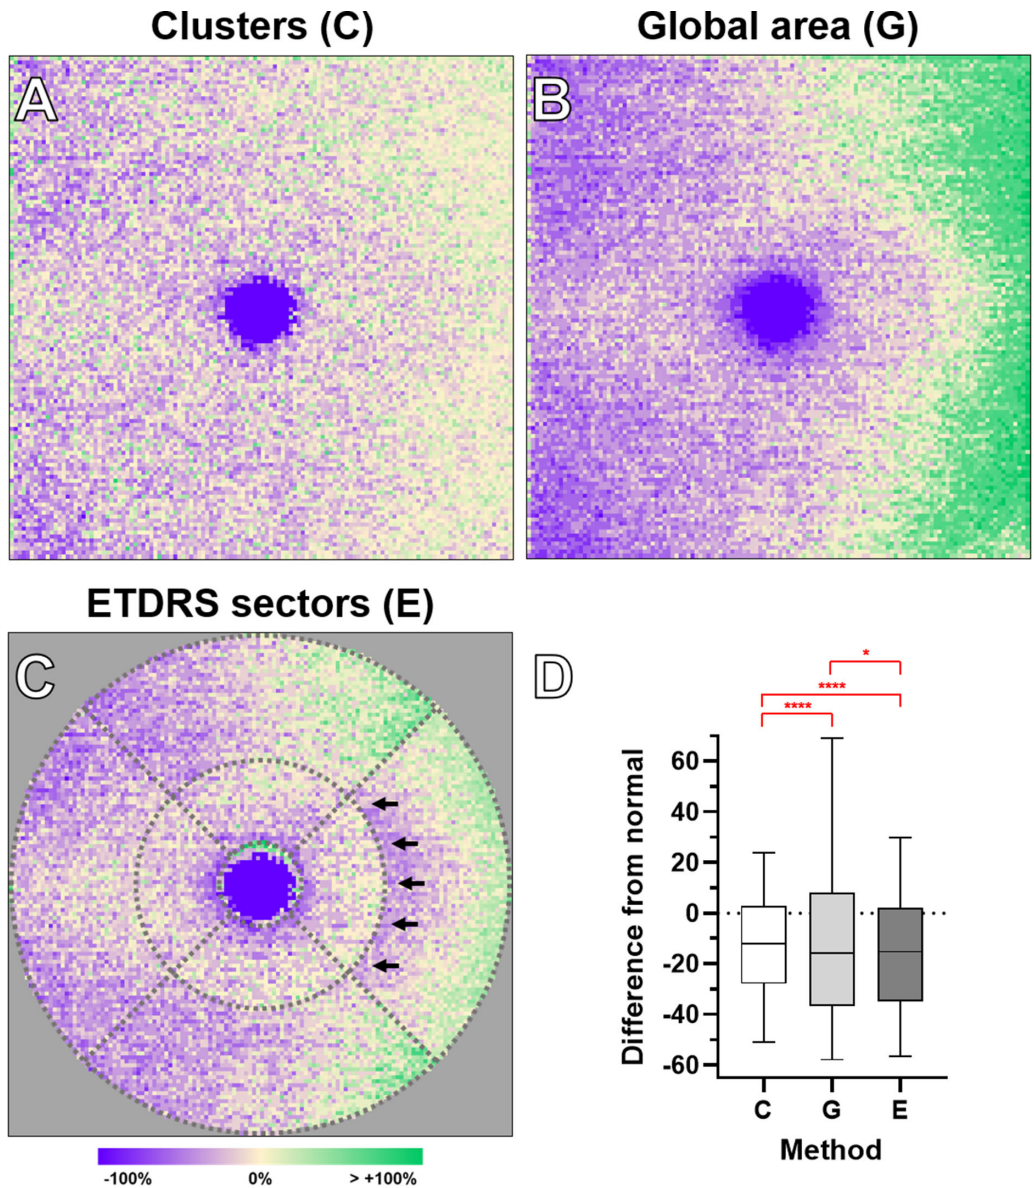 Clusters (C)
Global area (G)
A
B
ETDRS sectors (E)
C
D
*
****
****
Difference from normal
60
40
20
0
-20
-40
-60
C G E
Method
-100% 0% > +100%